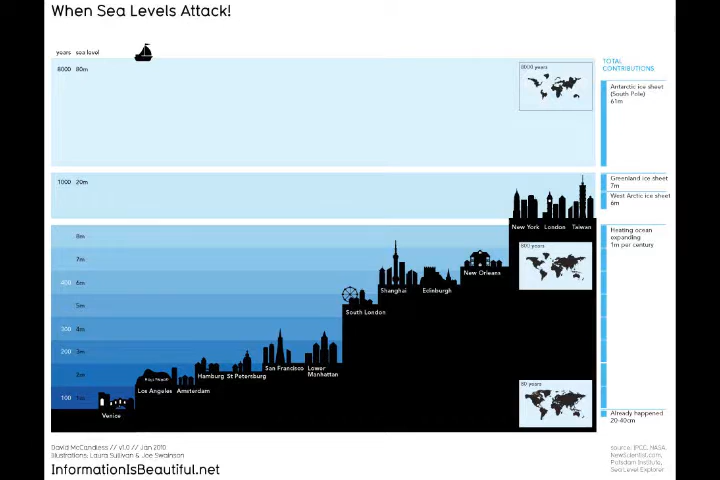 When Sea Levels Attack!
years sea level
8000 80m
8000 years
TOTAL
CONTRIBUTIONS
Antarctic ice sheet
(South Pole)
61m
1000 20m
Greenland ice sheet
7m
West Arctic ice sheet
6m
New York London Taiwan
8m
Heating ocean
expanding
1m per century
800 years
7m
New Orleans
400 6m
Shanghai Edinburgh
5m
South London
300 4m
200 3m
San Francisco Lower
Manhattan
Hamburg St Petersburg
Los Angeles Amsterdam
100
80 years
Venice
Already happened
20-40cm
David McCandless // v1.0 // Jan 2010
Illustrations: Laura Sullivan & Joe Swainson
InformationIsBeautiful.net
source: IPCC, NASA,
NewScientist.com,
Potsdam Institute,
Sea Level Explorer